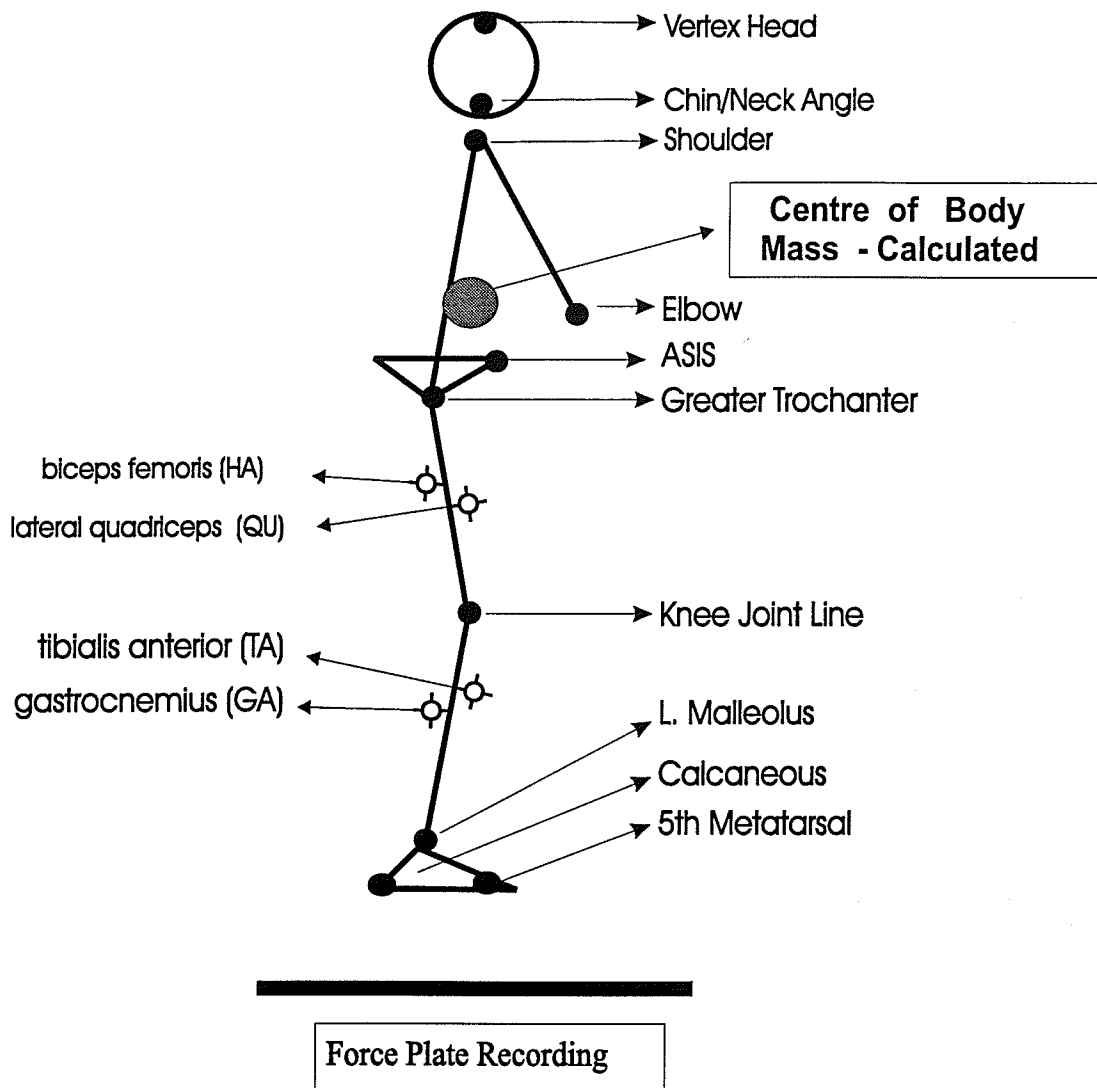 Vertex Head
Chin/Neck Angle
Shoulder
Centre of Body
Mass - Calculated
Elbow
ASIS
Greater Trochanter
biceps femoris (HA)
lateral quadriceps (QU)
Knee Joint Line
tibialis anterior (TA)
gastrocnemius (GA)
L. Malleolus
Calcaneous
5th Metatarsal
Force Plate Recording